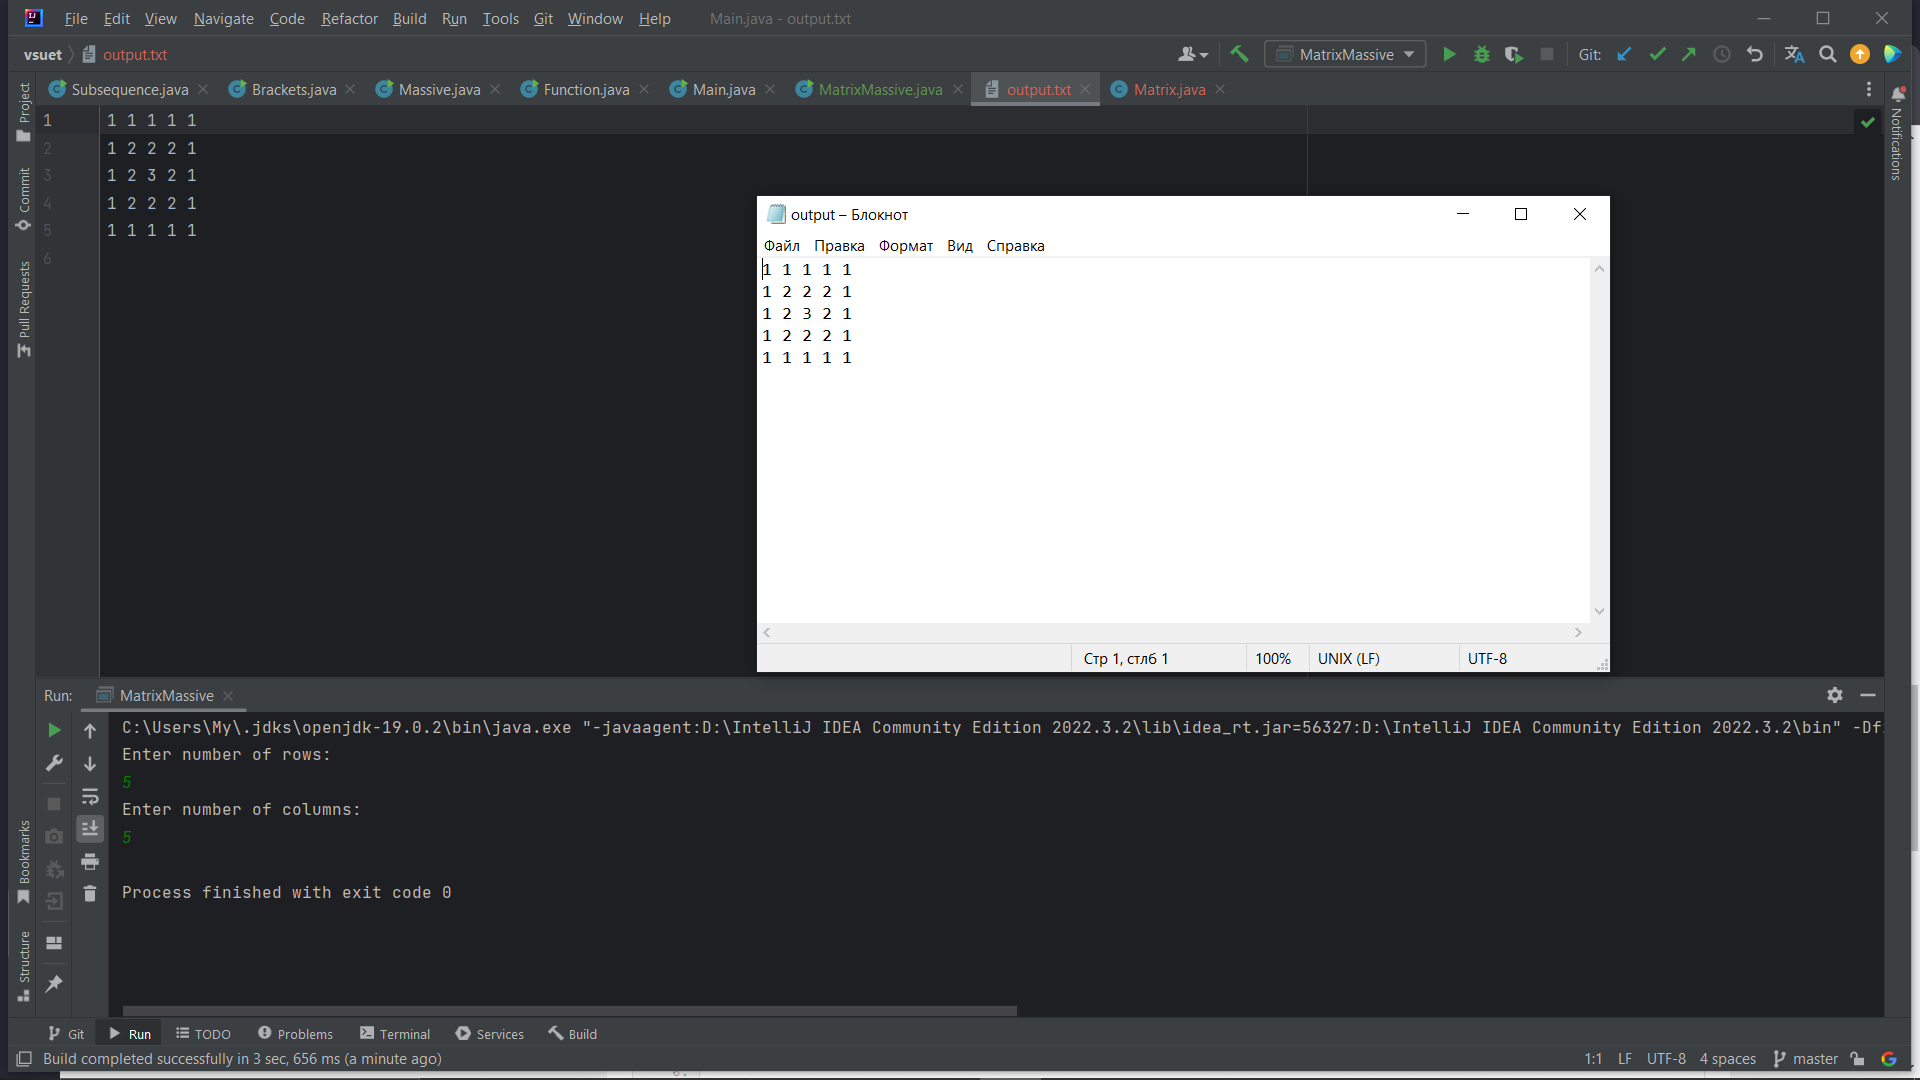 File Edit View Navigate Code Refactor Build Run Tools Git Window Help Main.java - output.txt
vsuet output.txt MatrixMassive Git:
Subsequence.java Brackets.java Massive.java Function.java Main.java MatrixMassive.java output.txt Matrix.java
Project
Commit
Pull Requests
Bookmarks
Structure
Notifications
1 1 1 1 1 1
2 1 2 2 2 1
3 1 2 3 2 1
4 1 2 2 2 1
5 1 1 1 1 1
6
output – Блокнот
Файл Правка Формат Вид Справка
1 1 1 1 1
1 2 2 2 1
1 2 3 2 1
1 2 2 2 1
1 1 1 1 1
Стр 1, стлб 1 100% UNIX (LF) UTF-8
Run: MatrixMassive
C:\Users\My\.jdks\openjdk-19.0.2\bin\java.exe "-javaagent:D:\IntelliJ IDEA Community Edition 2022.3.2\lib\idea_rt.jar=56327:D:\IntelliJ IDEA Community Edition 2022.3.2\bin" -Df
Enter number of rows:
5
Enter number of columns:
5
Process finished with exit code 0
Git Run TODO Problems Terminal Services Build
Build completed successfully in 3 sec, 656 ms (a minute ago) 1:1 LF UTF-8 4 spaces master